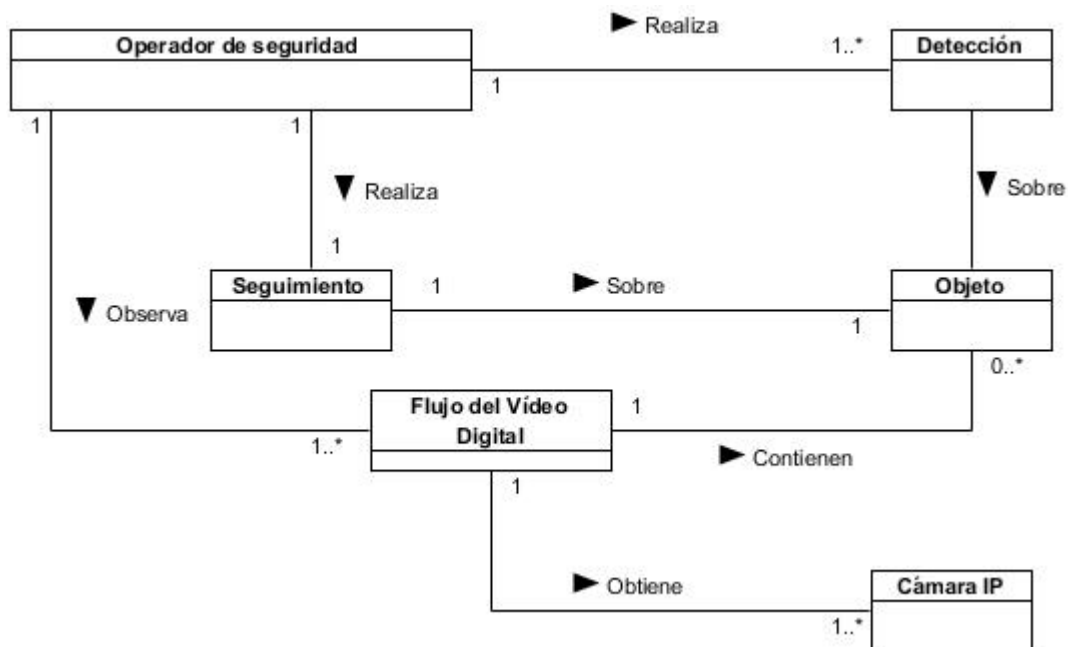 Realiza
Operador de seguridad
1..*
Detección
1
1
1
Realiza
Sobre
1
Seguimiento
1
Sobre
Objeto
Observa
1
0..*
Flujo del Vídeo
Digital
1
1..*
Contienen
1
Obtiene
Cámara IP
1..*